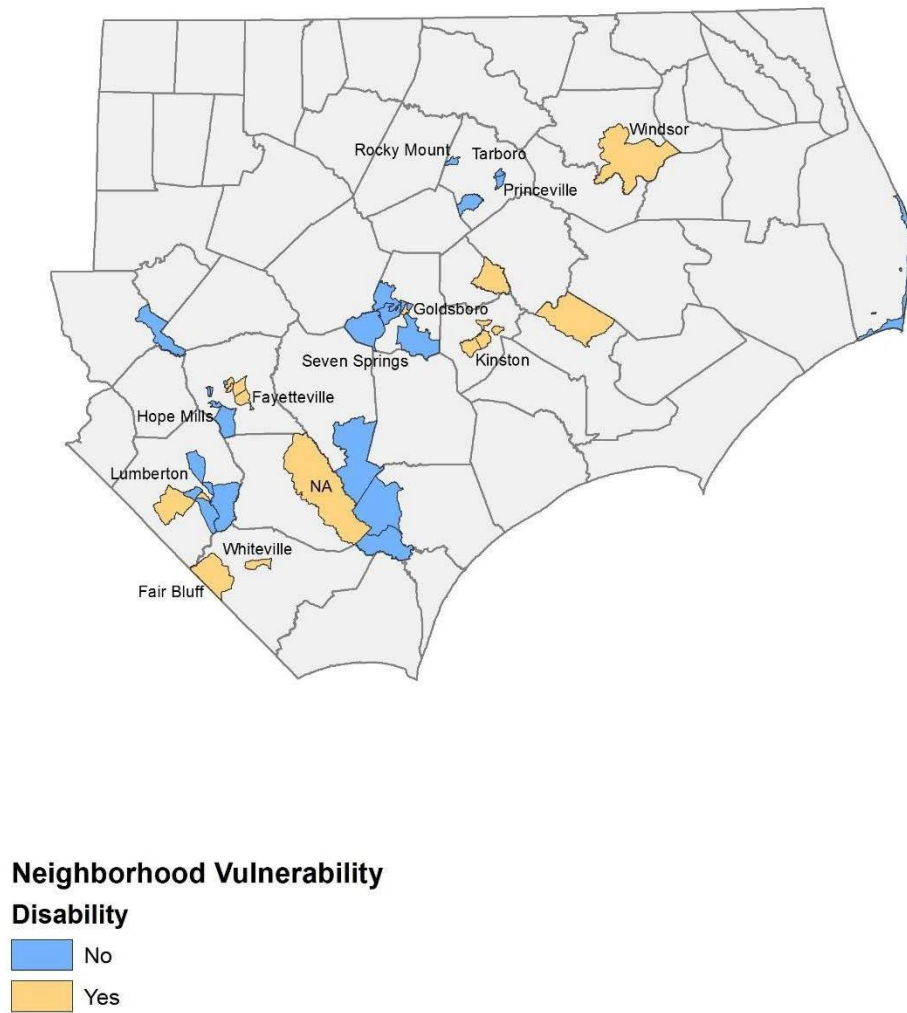 Windsor
Rocky Mount
Tarboro
Princeville
Goldsboro
Seven Springs
Kinston
Fayetteville
Hope Mills
Lumberton
NA
Whiteville
Fair Bluff
Neighborhood Vulnerability
Disability
No
Yes